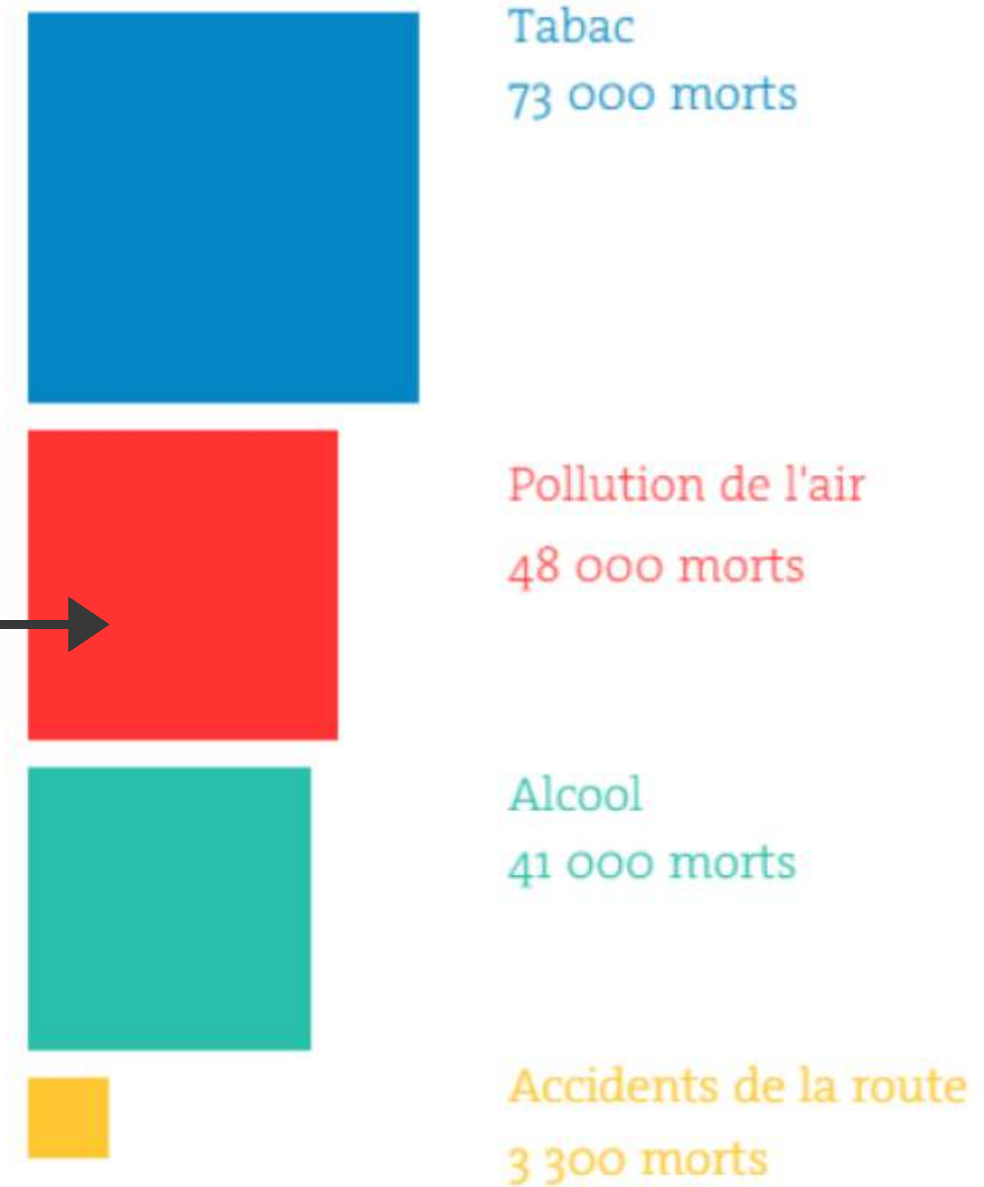 Tabac
73 000 morts
Pollution de l'air
48 000 morts
Alcool
41 000 morts
Accidents de la route
3 300 morts